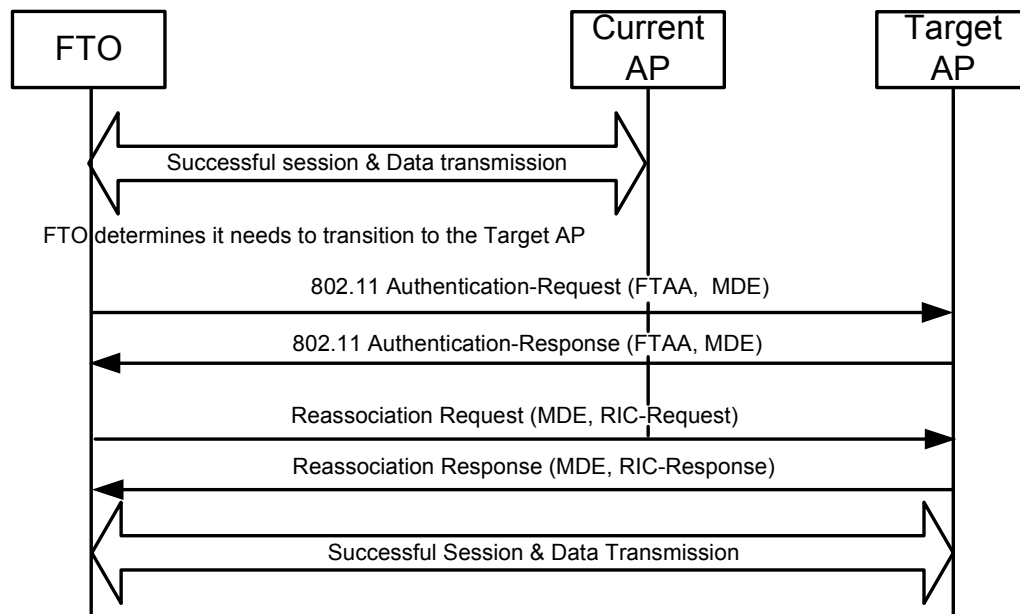 FTO
Current
AP
Target
AP
Successful session & Data transmission
FTO determines it needs to transition to the Target AP
802.11 Authentication-Request (FTAA, MDE)
802.11 Authentication-Response (FTAA, MDE)
Reassociation Request (MDE, RIC-Request)
Reassociation Response (MDE, RIC-Response)
Successful Session & Data Transmission